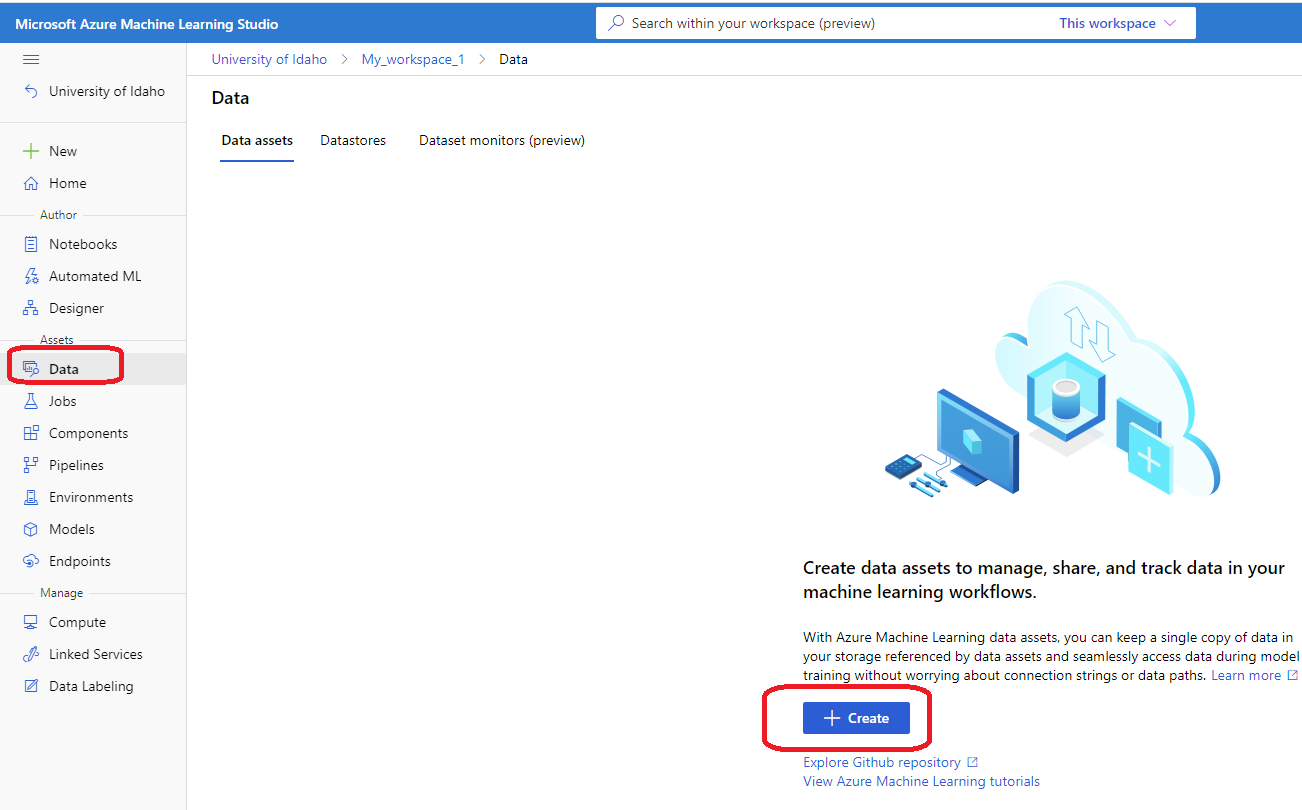 Microsoft Azure Machine Learning Studio
Search within your workspace (preview)
This workspace
University of Idaho
My_workspace_1
Data
University of Idaho
New
Home
Author
Notebooks
Automated ML
Designer
Assets
Data
Jobs
Components
Pipelines
Environments
Models
Endpoints
Manage
Compute
Linked Services
Data Labeling
Data
Data assets
Datastores
Dataset monitors (preview)
Create data assets to manage, share, and track data in your
machine learning workflows.
With Azure Machine Learning data assets, you can keep a single copy of data in
your storage referenced by data assets and seamlessly access data during model
training without worrying about connection strings or data paths. Learn more
Create
Explore Github repository
View Azure Machine Learning tutorials